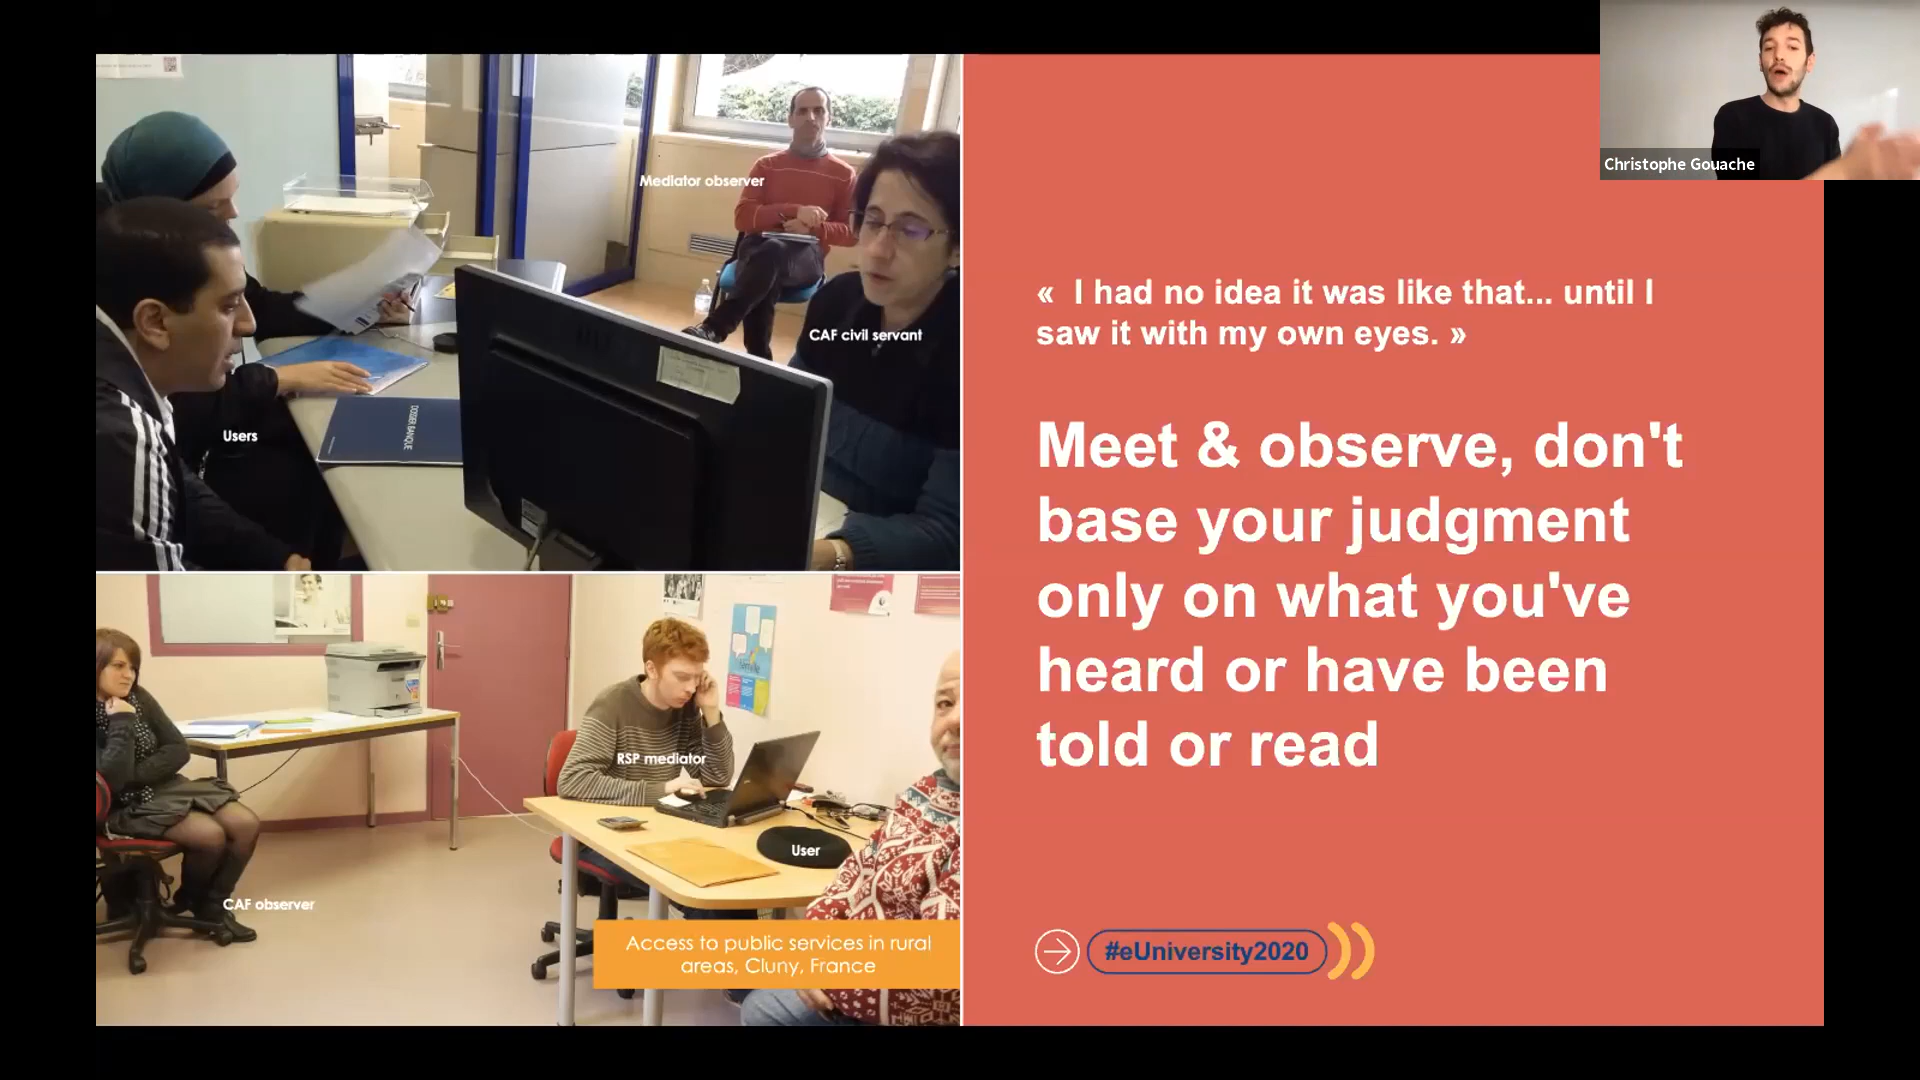 Christophe Gouache
Mediator observer
CAF civil servant
Users
DOSSIER BANQUE
RSP mediator
User
CAF observer
Access to public services in rural
areas, Cluny, France
« I had no idea it was like that... until I
saw it with my own eyes. »
Meet & observe, don't
base your judgment
only on what you've
heard or have been
told or read
#eUniversity2020